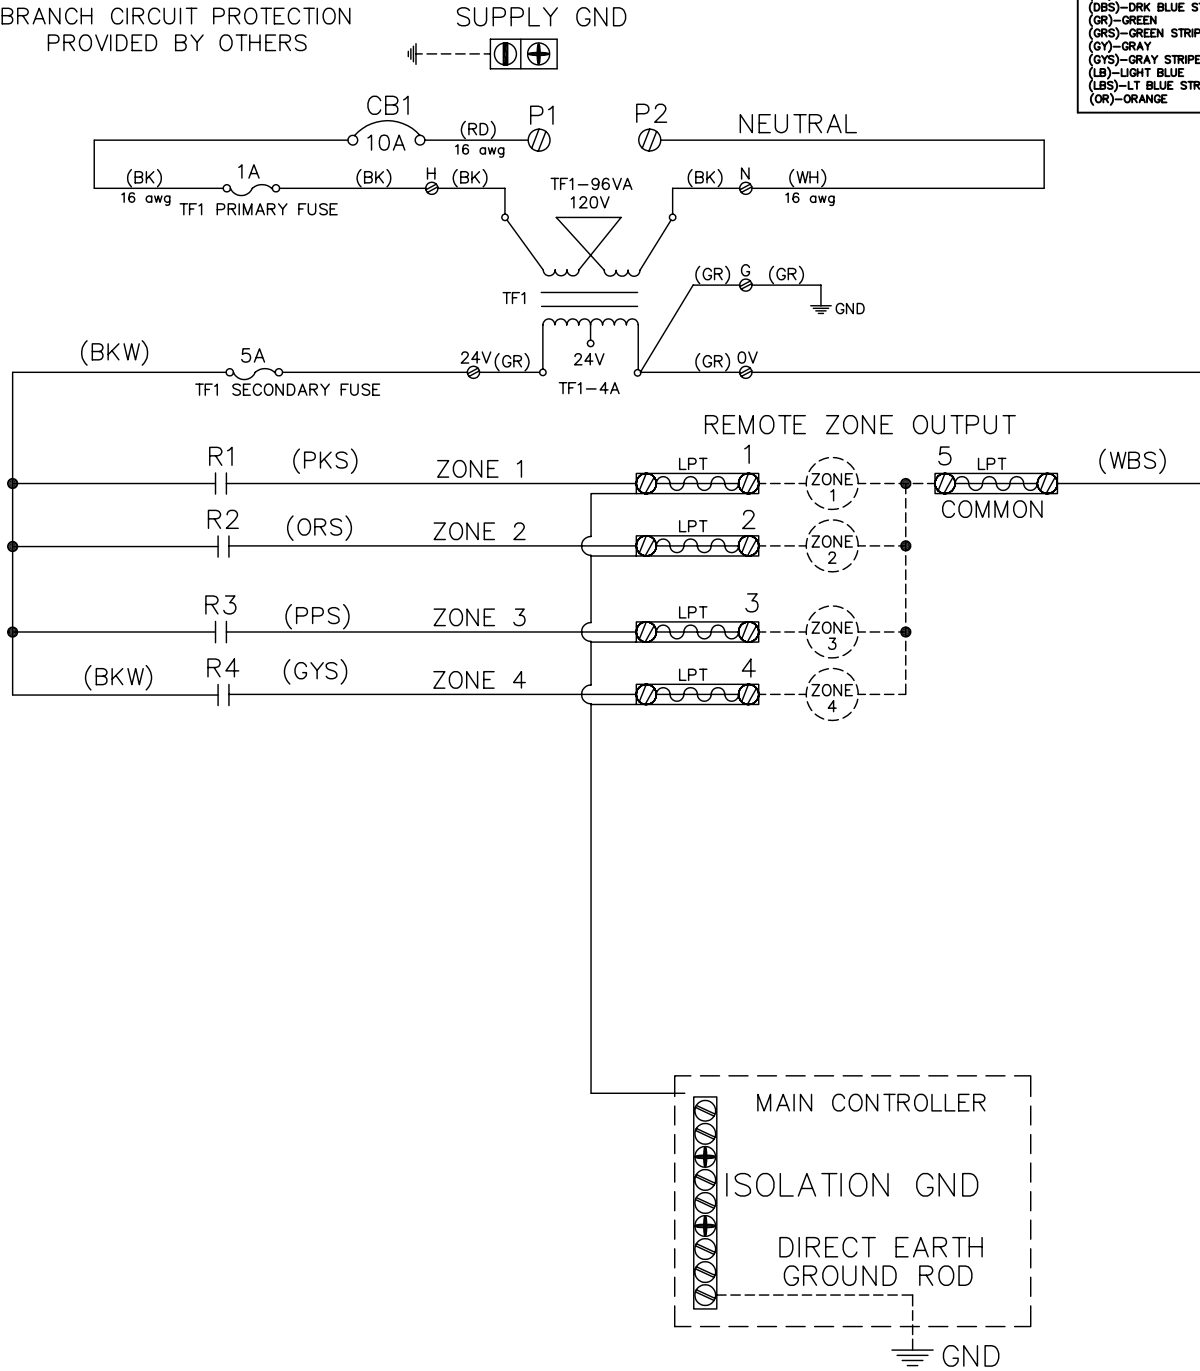 BRANCH CIRCUIT PROTECTION
PROVIDED BY OTHERS
SUPPLY GND
(DBS)-DRK BLUE
(GR)-GREEN
(GRS)-GREEN
(GY)-GRAY
(GYS)-GRAY STRIPE
(LB)-LIGHT BLUE
(LBS)-LT BLUE
(OR)-ORANGE
CB1
10A
(RD)
16 awg
P1
P2
NEUTRAL
(BK)
16 awg
1A
TF1 PRIMARY FUSE
(BK)
H
(BK)
TF1-96VA
120V
(BK)
N
(WH)
16 awg
TF1
(GR)
G
(GR)
GND
(BKW)
5A
TF1 SECONDARY FUSE
24V
(GR)
24V
TF1-4A
(GR)
0V
REMOTE ZONE OUTPUT
R1
(PKS)
ZONE 1
LPT
1
ZONE
1
5
LPT
COMMON
(WBS)
R2
(ORS)
ZONE 2
LPT
2
ZONE
2
R3
(PPS)
ZONE 3
LPT
3
ZONE
3
(BKW)
R4
(GYS)
ZONE 4
LPT
4
ZONE
4
MAIN CONTROLLER
ISOLATION GND
DIRECT EARTH
GROUND ROD
GND